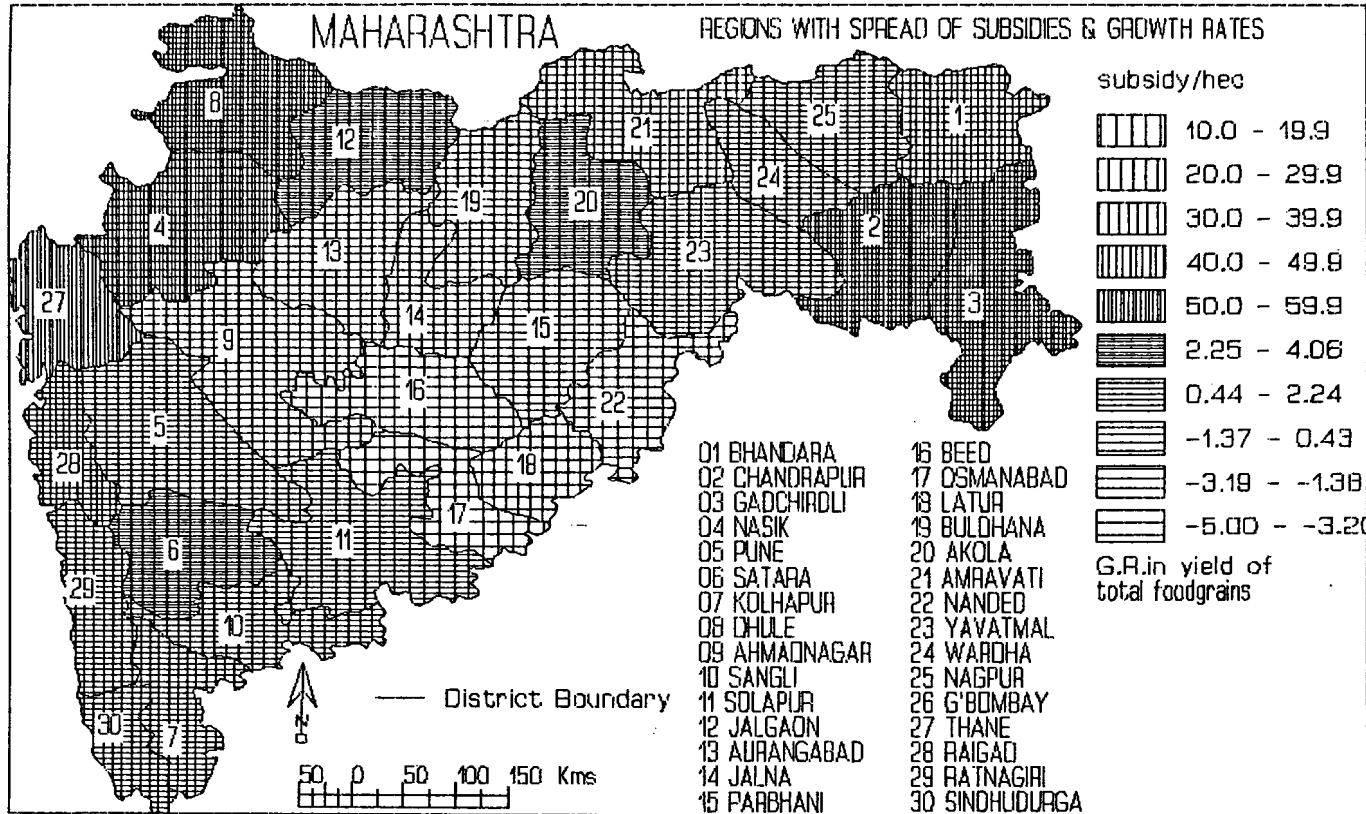 MAHARASHTRA
REGIONS WITH SPREAD OF SUBSIDIES & GROWTH RATES
subsidy/hec
10.0 - 19.9
20.0 - 29.9
30.0 - 39.9
40.0 - 49.9
50.0 - 59.9
2.25 - 4.06
0.44 - 2.24
-1.37 - 0.43
-3.19 - -1.38
-5.00 - -3.20
G.R.in yield of
total foodgrains
8
12
21
25
1
4
19
20
24
2
13
23
27
14
15
3
9
16
22
5
28
18
17
11
6
29
10
30
7
01 BHANDARA
02 CHANDRAPUR
03 GADCHIROLI
04 NASIK
05 PUNE
06 SATARA
07 KOLHAPUR
08 DHULE
09 AHMADNAGAR
10 SANGLI
11 SOLAPUR
12 JALGAON
13 AURANGABAD
14 JALNA
15 PARBHANI
16 BEED
17 OSMANABAD
18 LATUR
19 BULDHANA
20 AKOLA
21 AMRAVATI
22 NANDED
23 YAVATMAL
24 WARDHA
25 NAGPUR
26 G'BOMBAY
27 THANE
28 RAIGAD
29 RATNAGIRI
30 SINDHUDURGA
N
District Boundary
50 0 50 100 150 Kms